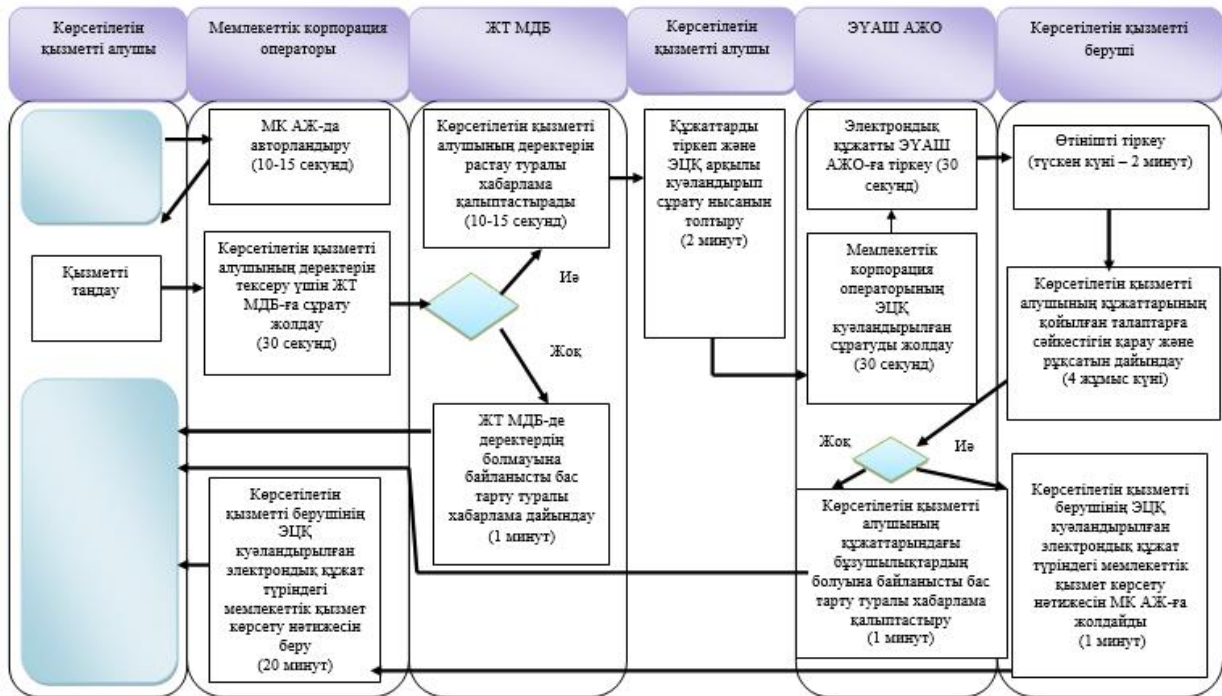 Көрсетілетін
қызметті алушы
Мемлекеттік корпорация
операторы
ЖТ МДБ
Көрсетілетін
қызметті алушы
ЭҮАШ АЖО
Көрсетілетін қызметті
беруші
МК АЖ-да
авторландыру
(10-15 секунд)
Көрсетілетін қызметті
алушының деректерін
растау туралы
хабарлама
қалыптастырады
(10-15 секунд)
Құжаттарды
тіркеп және
ЭЦҚ арқылы
куәландырып
сұрату нысанын
толтыру
(2 минут)
Электрондық
құжатты ЭҮАШ
АЖО-ға тіркеу (30
секунд)
Өтінішті тіркеу
(түскен күні – 2 минут)
Қызметті
таңдау
Көрсетілетін қызметті
алушының деректерін
тексеру үшін ЖТ
МДБ-ға сұрату
жолдау
(30 секунд)
Иә
Жоқ
Мемлекеттік
корпорация
операторының
ЭЦҚ
куәландырылған
сұратуды жолдау
(30 секунд)
Көрсетілетін қызметті
алушының құжаттарының
қойылған талаптарға
сәйкестігін қарау және
рұқсатын дайындау
(4 жұмыс күні)
ЖТ МДБ-де
деректердің
болмауына
байланысты бас
тарту туралы
хабарлама дайындау
(1 минут)
Жоқ
Иә
Көрсетілетін
қызметті берушінің
ЭЦҚ
куәландырылған
электрондық құжат
түріндегі
мемлекеттік қызмет
көрсету нәтижесін
беру
(20 минут)
Көрсетілетін қызметті
алушының
құжаттарындағы
бұзушылықтардың
болуына байланысты бас
тарту туралы хабарлама
қалыптастыру
(1 минут)
Көрсетілетін қызметті
берушінің ЭЦҚ
куәландырылған
электрондық құжат
түріндегі мемлекеттік
қызмет көрсету
нәтижесін МК АЖ-ға
жолдайды
(1 минут)